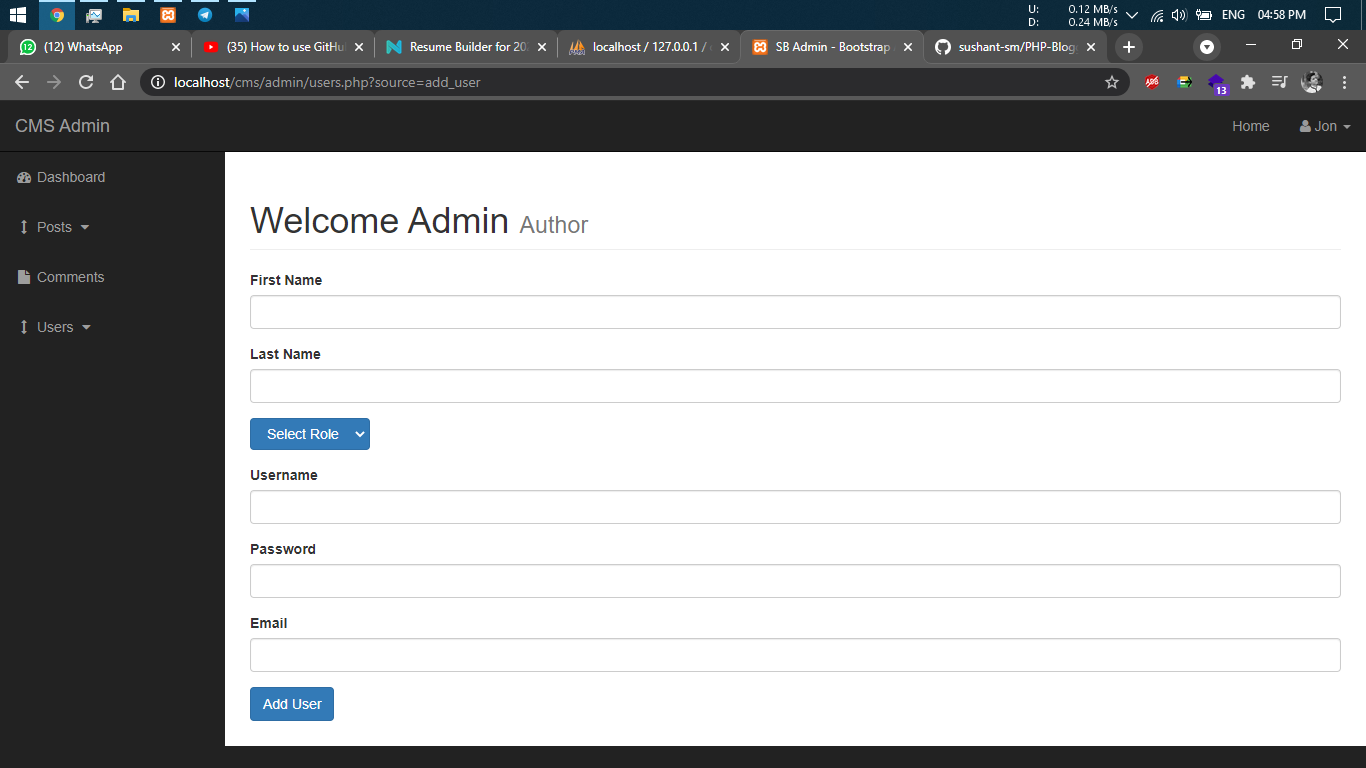 U: 0.12 MB/s
D: 0.24 MB/s
ENG 04:58 PM
(12) WhatsApp
(35) How to use GitHu
Resume Builder for 202
localhost / 127.0.0.1 /
SB Admin - Bootstrap
sushant-sm/PHP-Blog
localhost/cms/admin/users.php?source=add_user
ABP
13
CMS Admin
Home
Jon
Dashboard
Posts
Comments
Users
Welcome Admin Author
First Name
Last Name
Select Role
Username
Password
Email
Add User